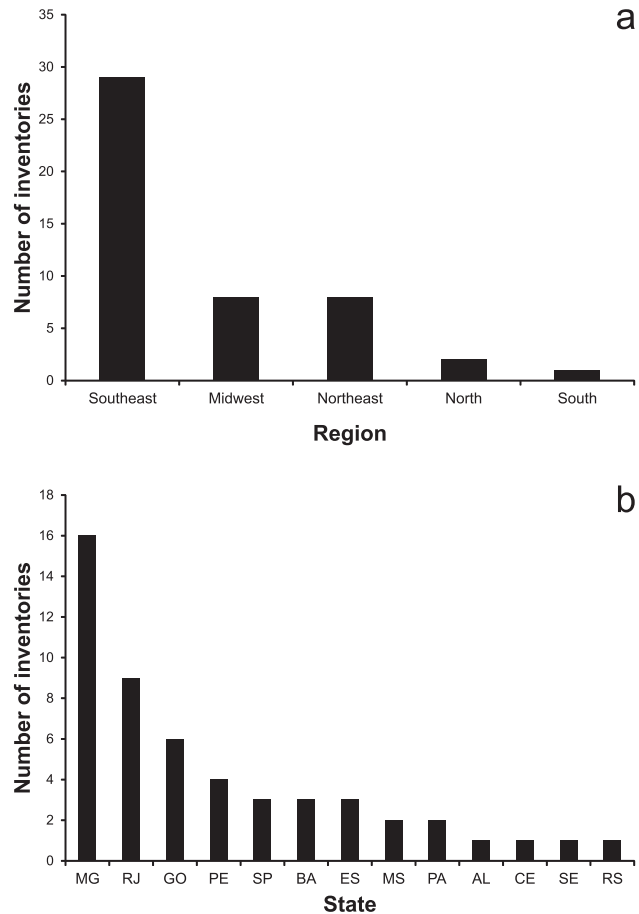 a
35
30
25
20
15
10
5
0
Number of inventories
Southeast Midwest Northeast North South
Region
b
18
16
14
12
10
8
6
4
2
0
Number of inventories
MG RJ GO PE SP BA ES MS PA AL CE SE RS
State